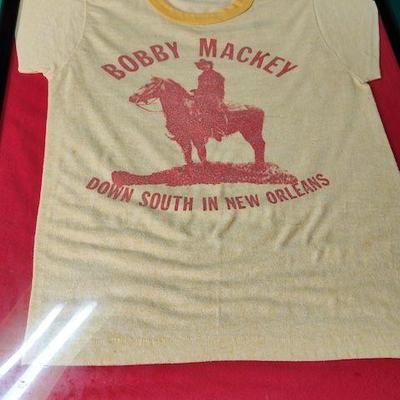 BOBBY MACKEY
DOWN SOUTH IN NEW ORLEANS